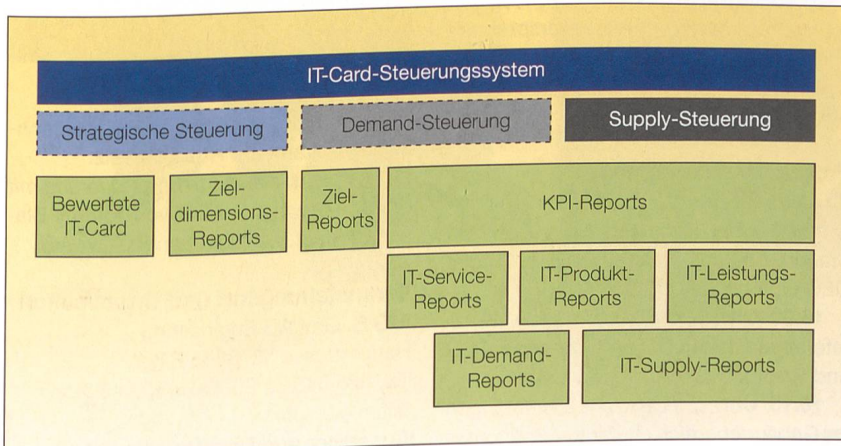 IT-Card-Steuerungssystem
Strategische Steuerung
Demand-Steuerung
Supply-Steuerung
Bewertete
IT-Card
Ziel-
dimensions-
Reports
Ziel-
Reports
KPI-Reports
IT-Service-
Reports
IT-Produkt-
Reports
IT-Leistungs-
Reports
IT-Demand-
Reports
IT-Supply-Reports